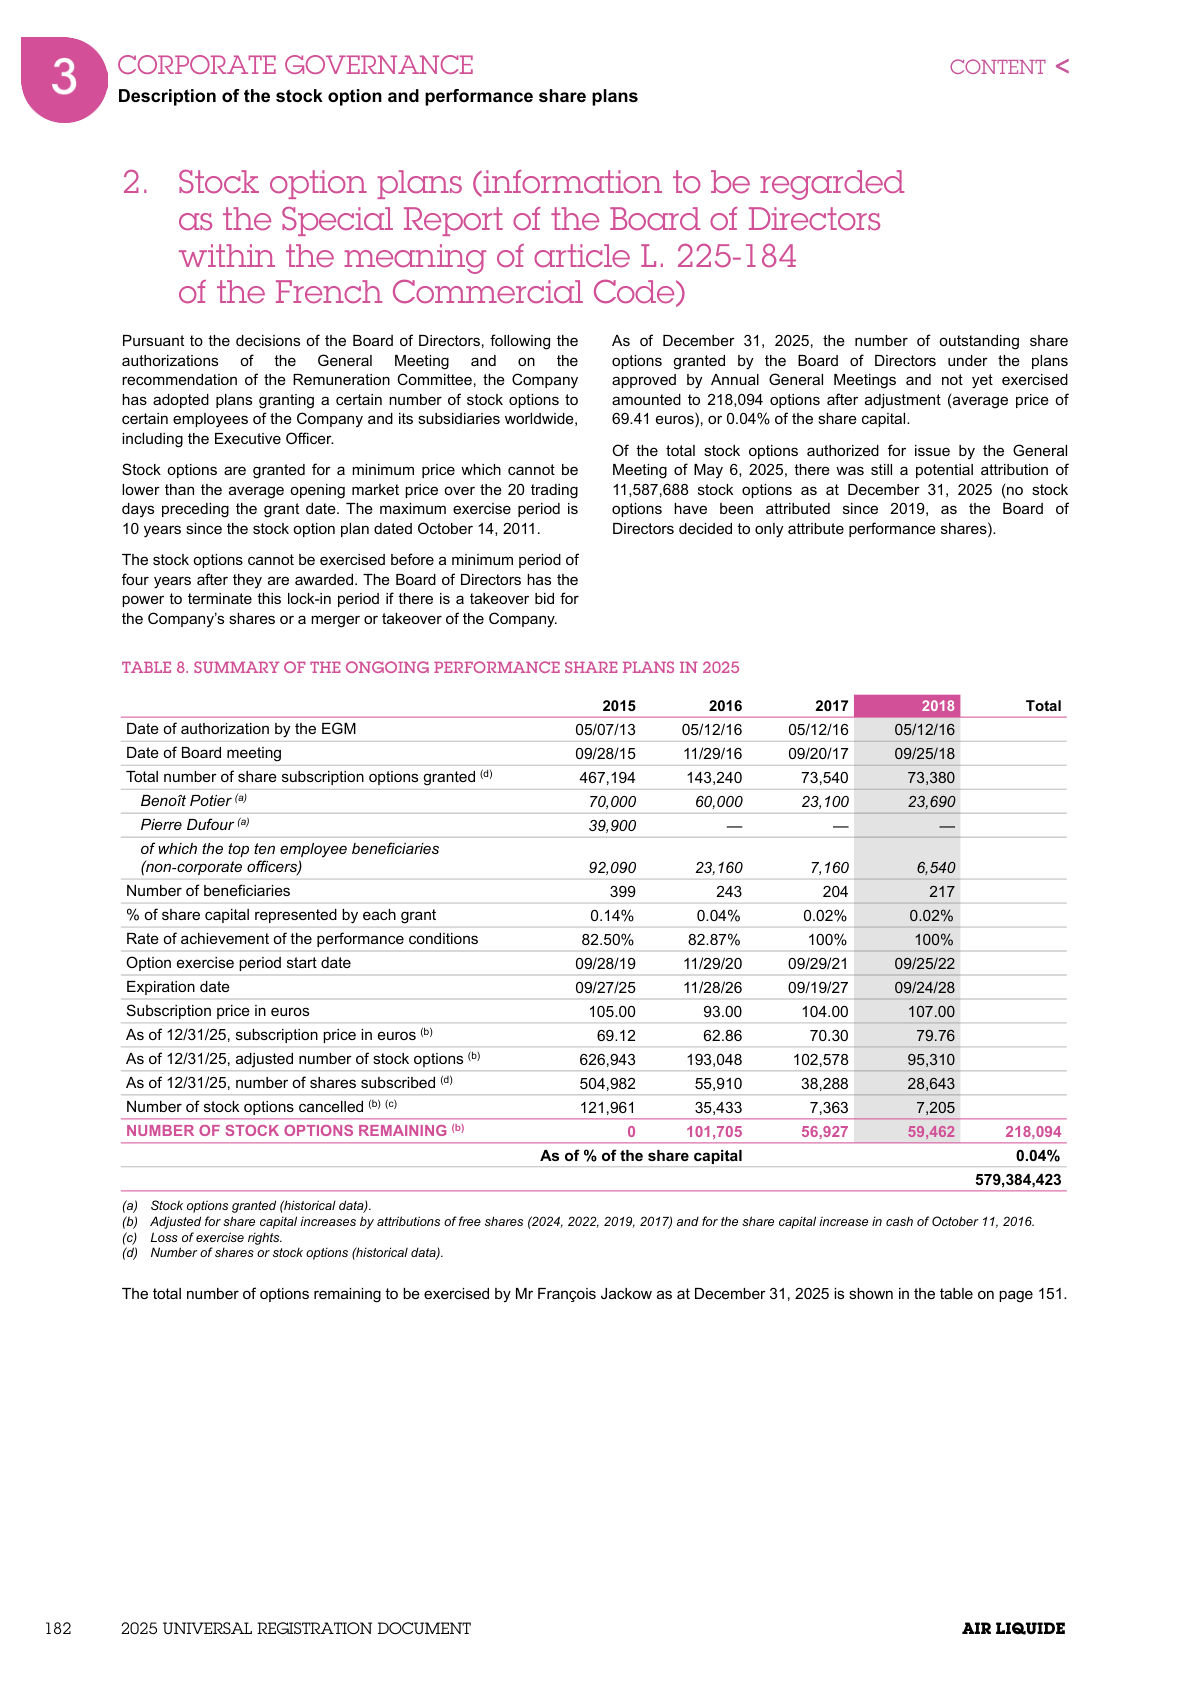 3
CORPORATE GOVERNANCE
CONTENT <
Description of the stock option and performance share plans
2. Stock option plans (information to be regarded
as the Special Report of the Board of Directors
within the meaning of article L. 225-184
of the French Commercial Code)
Pursuant to the decisions of the Board of Directors, following the
authorizations of the General Meeting and on the
recommendation of the Remuneration Committee, the Company
has adopted plans granting a certain number of stock options to
certain employees of the Company and its subsidiaries worldwide,
including the Executive Officer.
Stock options are granted for a minimum price which cannot be
lower than the average opening market price over the 20 trading
days preceding the grant date. The maximum exercise period is
10 years since the stock option plan dated October 14, 2011.
The stock options cannot be exercised before a minimum period of
four years after they are awarded. The Board of Directors has the
power to terminate this lock-in period if there is a takeover bid for
the Company's shares or a merger or takeover of the Company.
As of December 31, 2025, the number of outstanding share
options granted by the Board of Directors under the plans
approved by Annual General Meetings and not yet exercised
amounted to 218,094 options after adjustment (average price of
69.41 euros), or 0.04% of the share capital.
Of the total stock options authorized for issue by the General
Meeting of May 6, 2025, there was still a potential attribution of
11,587,688 stock options as at December 31, 2025 (no stock
options have been attributed since 2019, as the Board of
Directors decided to only attribute performance shares).
TABLE 8. SUMMARY OF THE ONGOING PERFORMANCE SHARE PLANS IN 2025
2015 2016 2017 2018 Total
Date of authorization by the EGM 05/07/13 05/12/16 05/12/16 05/12/16
Date of Board meeting 09/28/15 11/29/16 09/20/17 09/25/18
Total number of share subscription options granted (d) 467,194 143,240 73,540 73,380
Benoît Potier (a) 70,000 60,000 23,100 23,690
Pierre Dufour (a) 39,900 — — —
of which the top ten employee beneficiaries
(non-corporate officers) 92,090 23,160 7,160 6,540
Number of beneficiaries 399 243 204 217
% of share capital represented by each grant 0.14% 0.04% 0.02% 0.02%
Rate of achievement of the performance conditions 82.50% 82.87% 100% 100%
Option exercise period start date 09/28/19 11/29/20 09/29/21 09/25/22
Expiration date 09/27/25 11/28/26 09/19/27 09/24/28
Subscription price in euros 105.00 93.00 104.00 107.00
As of 12/31/25, subscription price in euros (b) 69.12 62.86 70.30 79.76
As of 12/31/25, adjusted number of stock options (b) 626,943 193,048 102,578 95,310
As of 12/31/25, number of shares subscribed (d) 504,982 55,910 38,288 28,643
Number of stock options cancelled (b) (c) 121,961 35,433 7,363 7,205
NUMBER OF STOCK OPTIONS REMAINING (b) 0 101,705 56,927 59,462 218,094
As of % of the share capital 0.04%
579,384,423
(a) Stock options granted (historical data).
(b) Adjusted for share capital increases by attributions of free shares (2024, 2022, 2019, 2017) and for the share capital increase in cash of October 11, 2016.
(c) Loss of exercise rights.
(d) Number of shares or stock options (historical data).
The total number of options remaining to be exercised by Mr François Jackow as at December 31, 2025 is shown in the table on page 151.
182 2025 UNIVERSAL REGISTRATION DOCUMENT AIR LIQUIDE